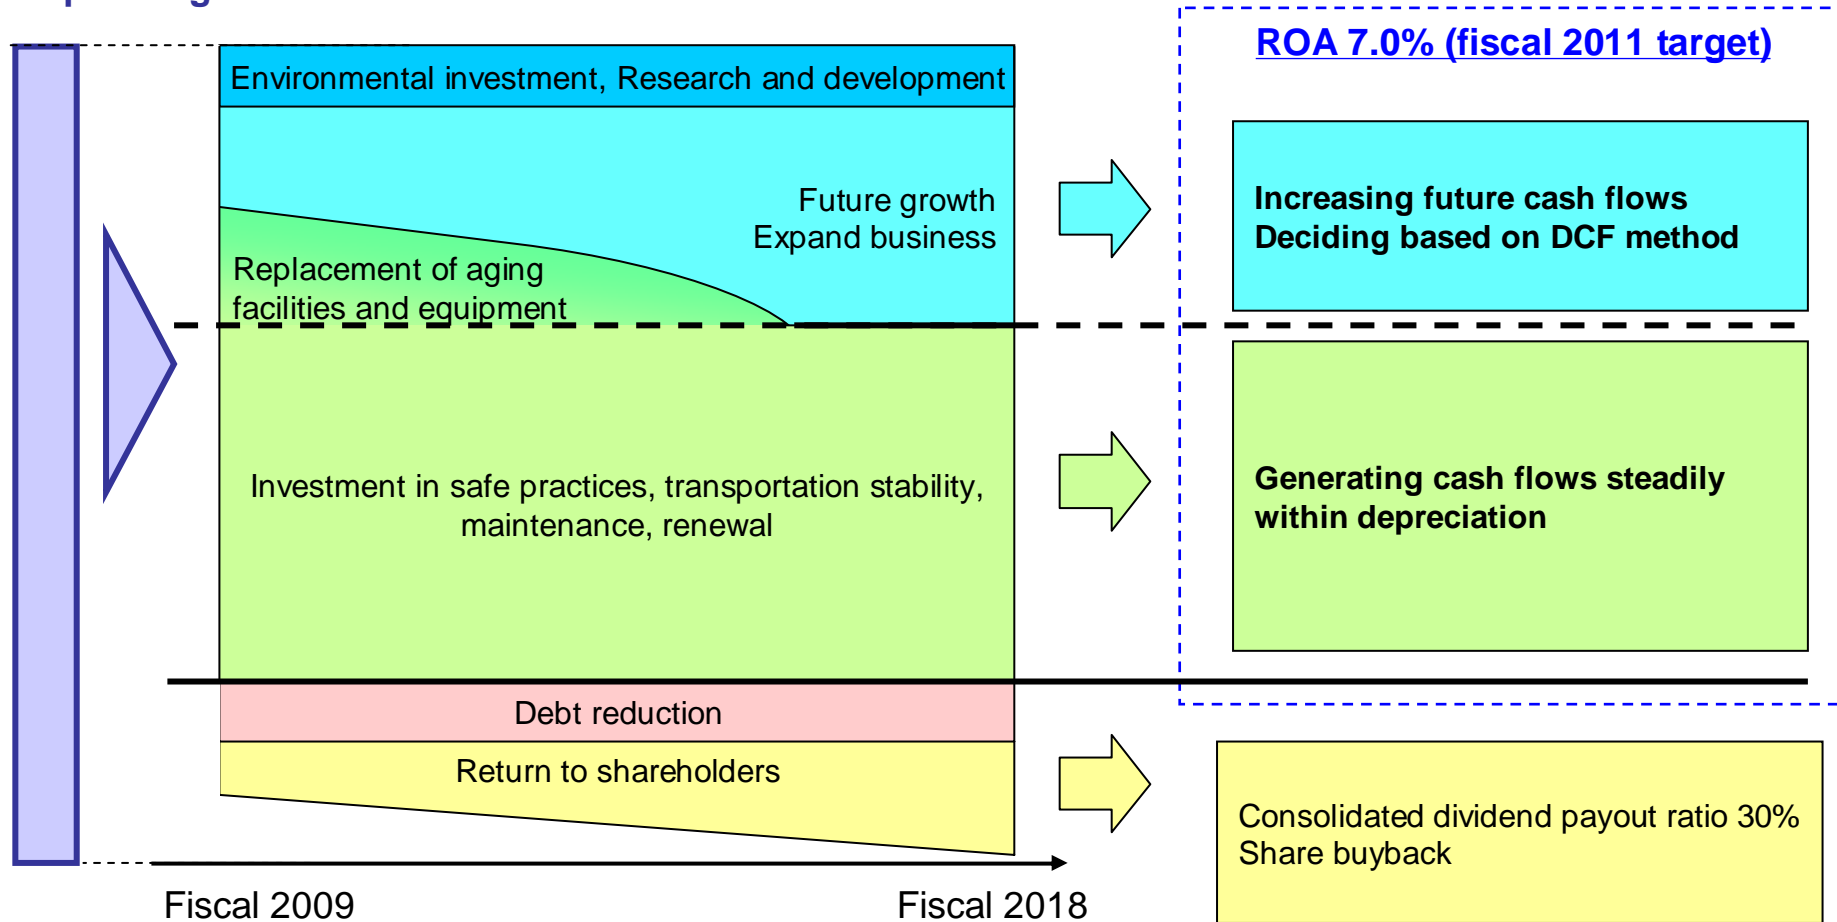 ROA 7.0% (fiscal 2011 target)
Environmental investment, Research and development
Future growth
Expand business
Replacement of aging
facilities and equipment
Increasing future cash flows
Deciding based on DCF method
Investment in safe practices, transportation stability,
maintenance, renewal
Generating cash flows steadily
within depreciation
Debt reduction
Return to shareholders
Consolidated dividend payout ratio 30%
Share buyback
Fiscal 2009
Fiscal 2018